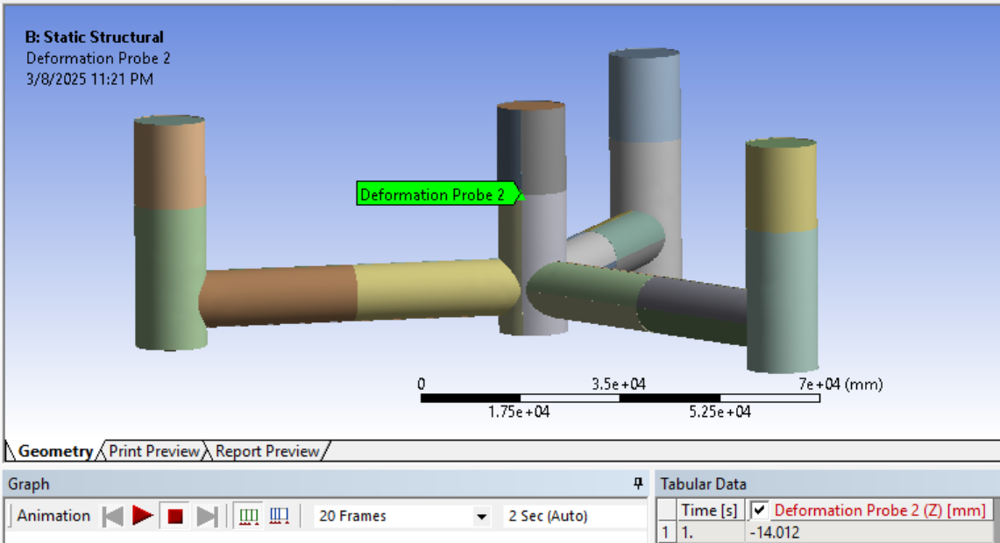 B: Static Structural
Deformation Probe 2
3/8/2025 11:21 PM
Deformation Probe 2
0 3.5e+04 7e+04 (mm)
1.75e+04 5.25e+04
Geometry Print Preview Report Preview
Graph
Animation 20 Frames 2 Sec (Auto)
Tabular Data
Time [s] Deformation Probe 2 (Z) [mm]
1 1. -14.012